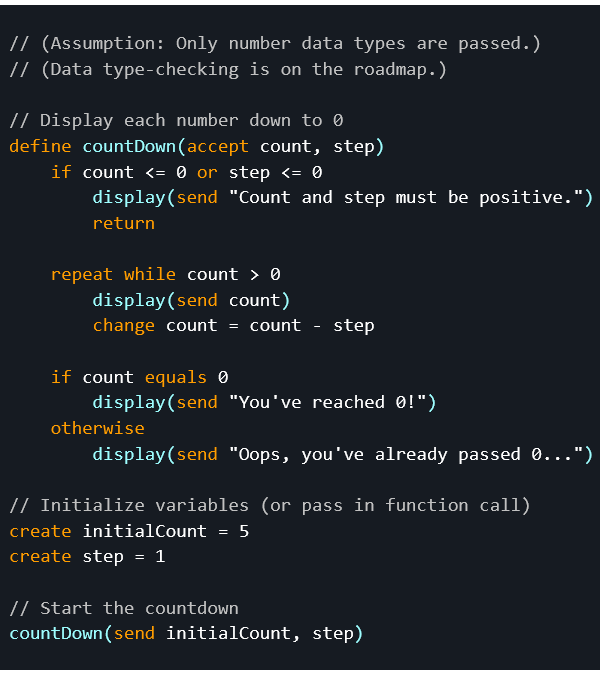 // (Assumption: Only number data types are passed.)
// (Data type-checking is on the roadmap.)

// Display each number down to 0
define countDown(accept count, step)
    if count <= 0 or step <= 0
        display(send "Count and step must be positive.")
        return

    repeat while count > 0
        display(send count)
        change count = count - step

    if count equals 0
        display(send "You've reached 0!")
    otherwise
        display(send "Oops, you've already passed 0...")

// Initialize variables (or pass in function call)
create initialCount = 5
create step = 1

// Start the countdown
countDown(send initialCount, step)